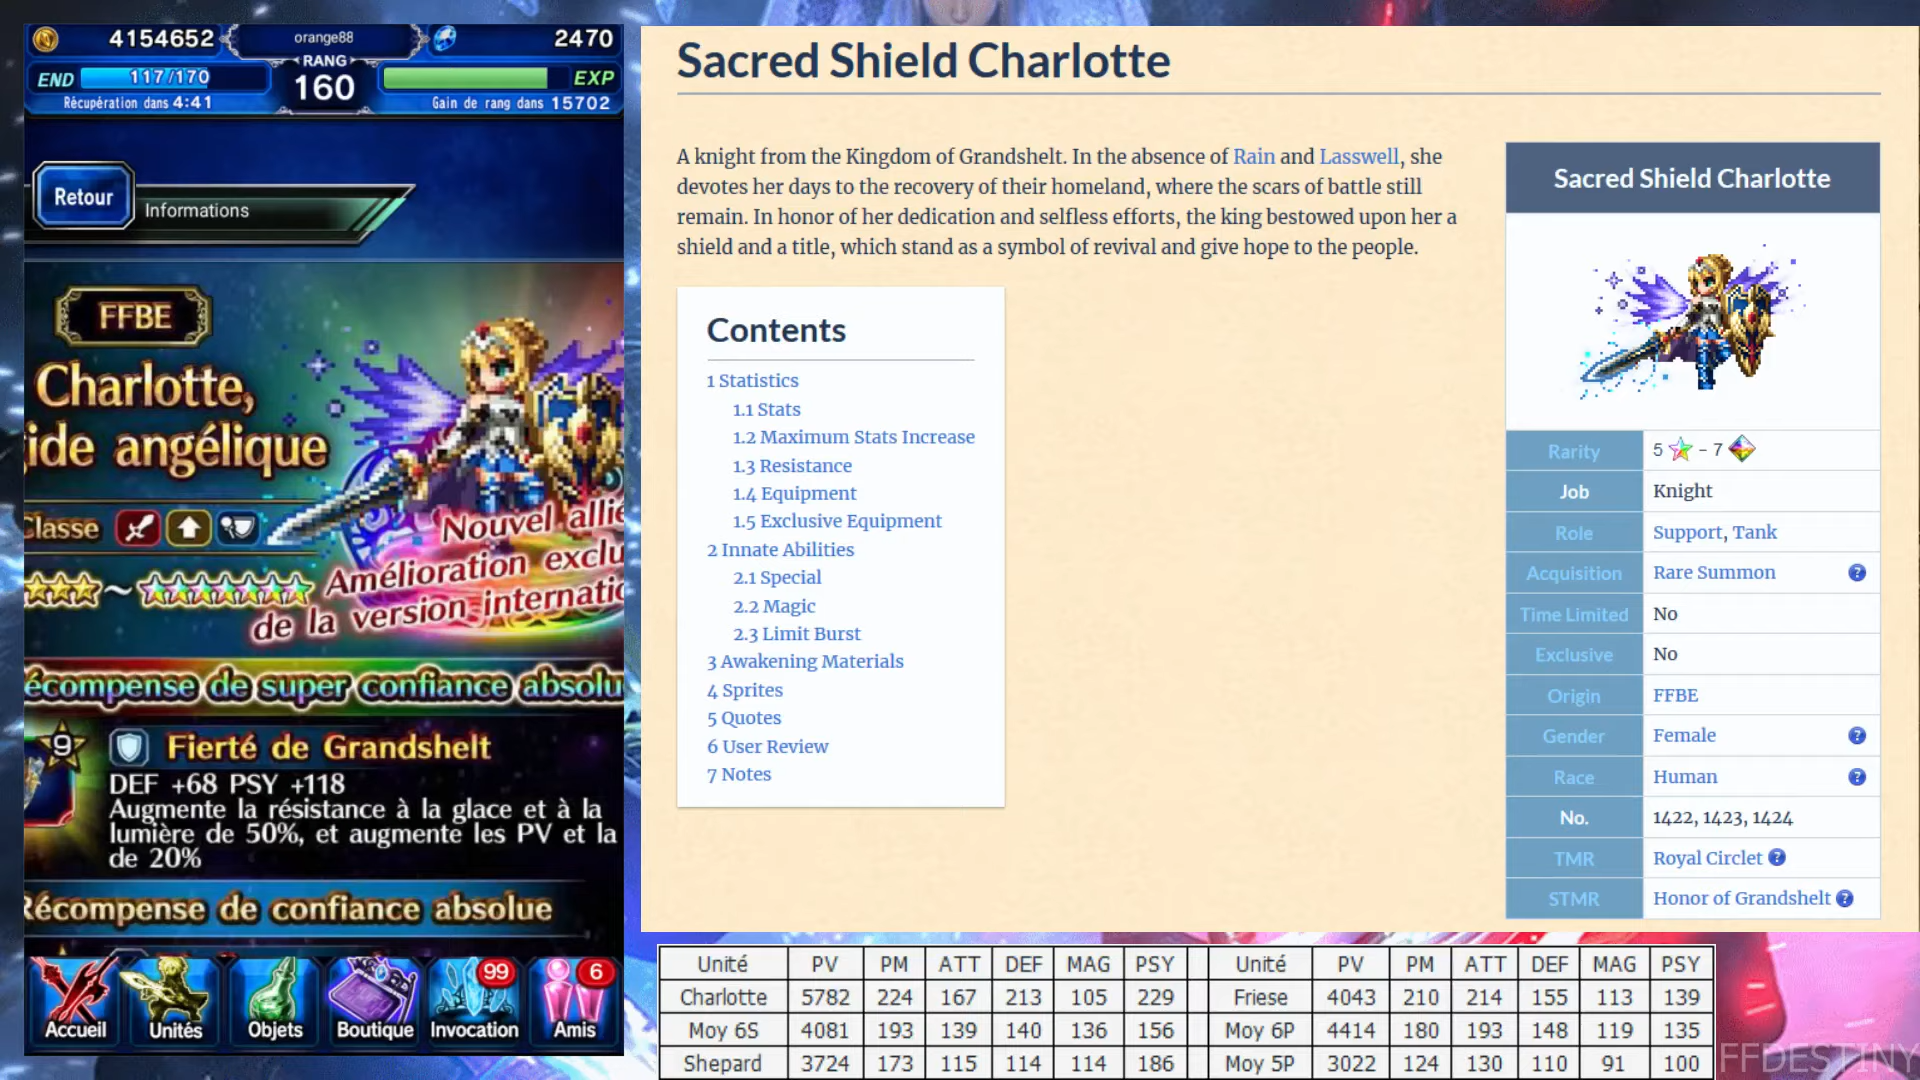 4154652
orange88
2470
END
117/170
RANG
160
EXP
Récupération dans 4:41
Gain de rang dans 15702
Retour
Informations
FFBE
Charlotte,
ide angélique
Classe
Nouvel allié
Amélioration exclu
de la version internatio
écompense de super confiance absolu
9
Fierté de Grandshelt
DEF +68 PSY +118
Augmente la résistance à la glace et à la
lumière de 50%, et augmente les PV et la
de 20%
Récompense de confiance absolue
99
6
Accueil
Unités
Objets
Boutique
Invocation
Amis
Sacred Shield Charlotte
A knight from the Kingdom of Grandshelt. In the absence of Rain and Lasswell, she
devotes her days to the recovery of their homeland, where the scars of battle still
remain. In honor of her dedication and selfless efforts, the king bestowed upon her a
shield and a title, which stand as a symbol of revival and give hope to the people.
Contents
1 Statistics
1.1 Stats
1.2 Maximum Stats Increase
1.3 Resistance
1.4 Equipment
1.5 Exclusive Equipment
2 Innate Abilities
2.1 Special
2.2 Magic
2.3 Limit Burst
3 Awakening Materials
4 Sprites
5 Quotes
6 User Review
7 Notes
Sacred Shield Charlotte
Rarity 5 - 7
Job Knight
Role Support, Tank
Acquisition Rare Summon ?
Time Limited No
Exclusive No
Origin FFBE
Gender Female ?
Race Human ?
No. 1422, 1423, 1424
TMR Royal Circlet ?
STMR Honor of Grandshelt ?
Unité PV PM ATT DEF MAG PSY Unité PV PM ATT DEF MAG PSY
Charlotte 5782 224 167 213 105 229 Friese 4043 210 214 155 113 139
Moy 6S 4081 193 139 140 136 156 Moy 6P 4414 180 193 148 119 135
Shepard 3724 173 115 114 114 186 Moy 5P 3022 124 130 110 91 100
FFDESTINY